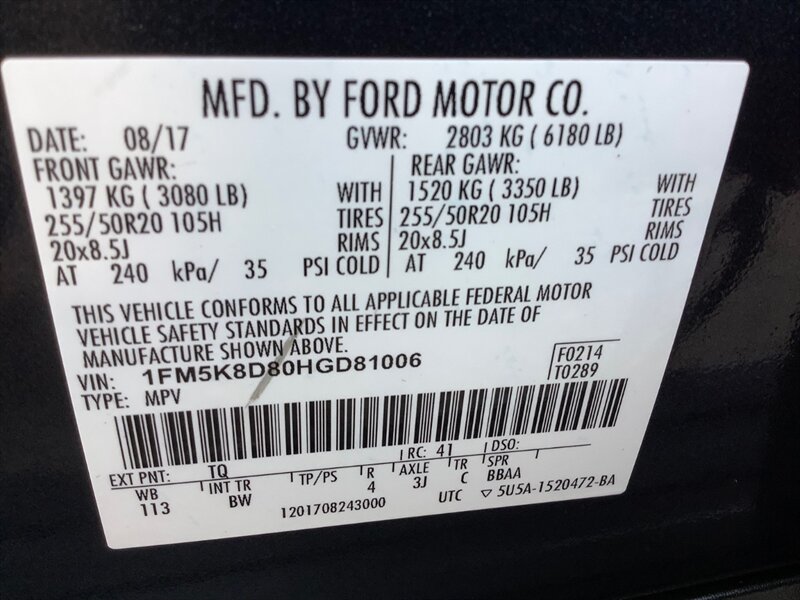 MFD. BY FORD MOTOR CO.
DATE: 08/17 GVWR: 2803 KG ( 6180 LB)
FRONT GAWR: REAR GAWR:
1397 KG ( 3080 LB) WITH 1520 KG ( 3350 LB) WITH
255/50R20 105H TIRES 255/50R20 105H TIRES
20x8.5J RIMS 20x8.5J RIMS
AT 240 kPa/ 35 PSI COLD AT 240 kPa/ 35 PSI COLD
THIS VEHICLE CONFORMS TO ALL APPLICABLE FEDERAL MOTOR
VEHICLE SAFETY STANDARDS IN EFFECT ON THE DATE OF
MANUFACTURE SHOWN ABOVE.
VIN: 1FM5K8D80HGD81006 F0214
TYPE: MPV T0289
EXT PNT: TQ RC: 41 DSO:
WB INT TR TP/PS R AXLE TR SPR
113 BW 4 3J C BBAA
1201708243000 UTC ▽ 5U5A-1520472-BA